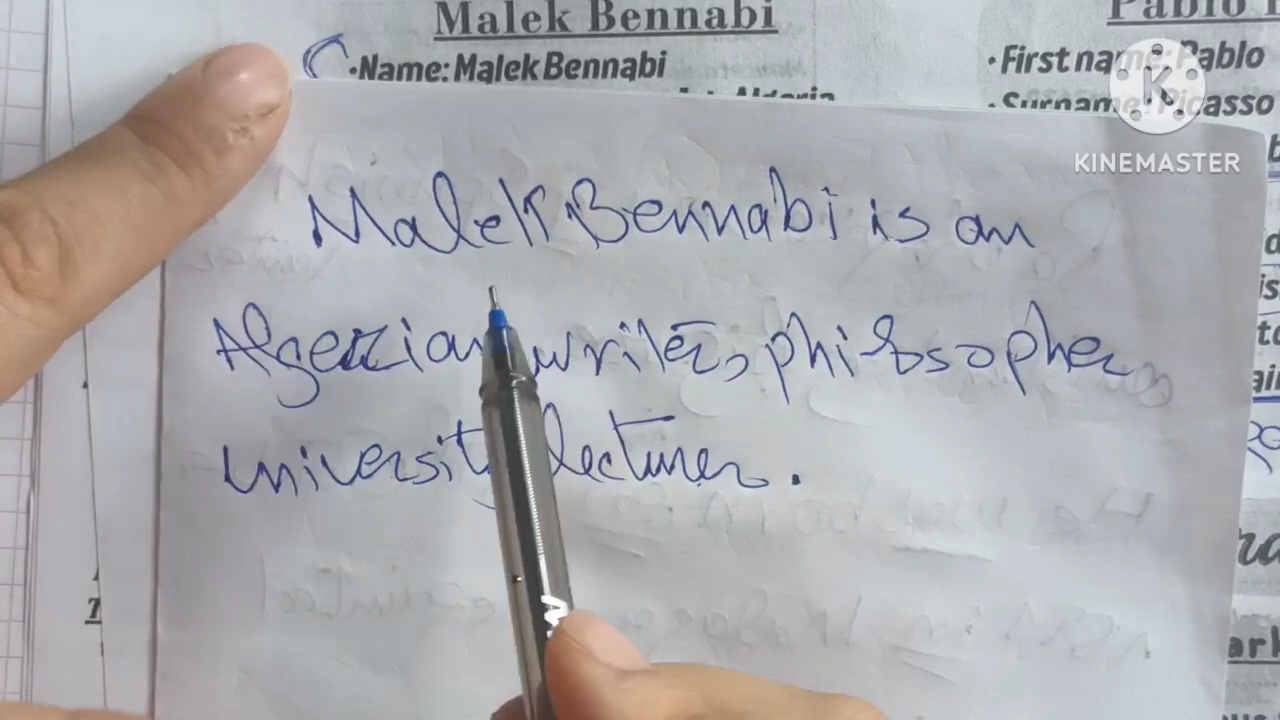 Malek Bennabi
Pablo
•Name: Malek Bennabi
• First name: Pablo
Algeria
• Surname: Picasso
KINEMASTER
Malek Bennabi is an
Algerian writer, philosopher
university lecturer.